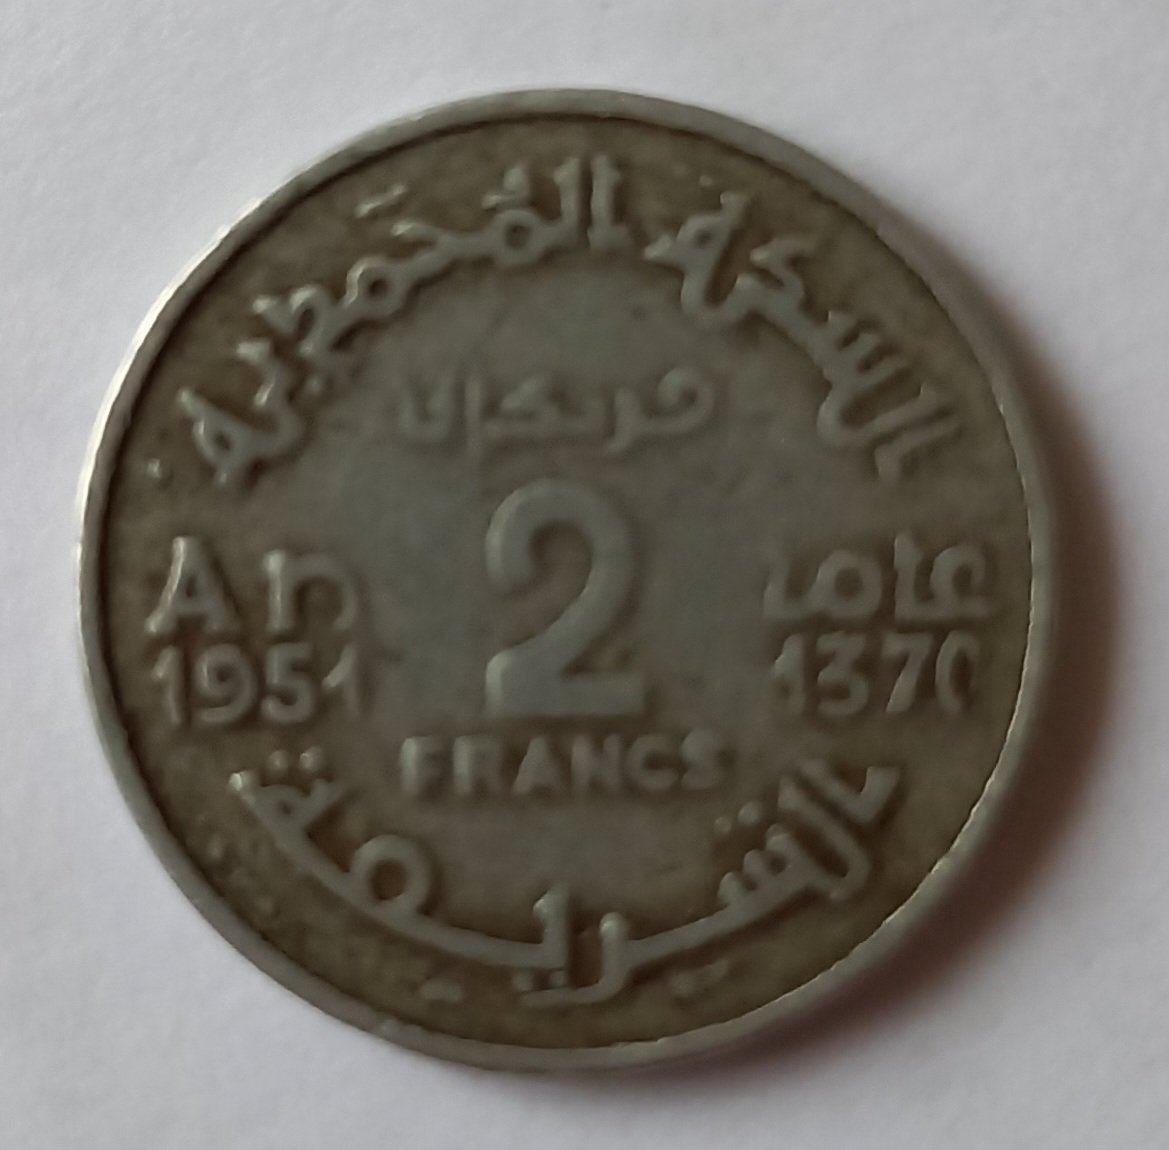 السكة المحمدية
فرنكان
2
FRANCS
An
1951
عام
1370
الشريفة